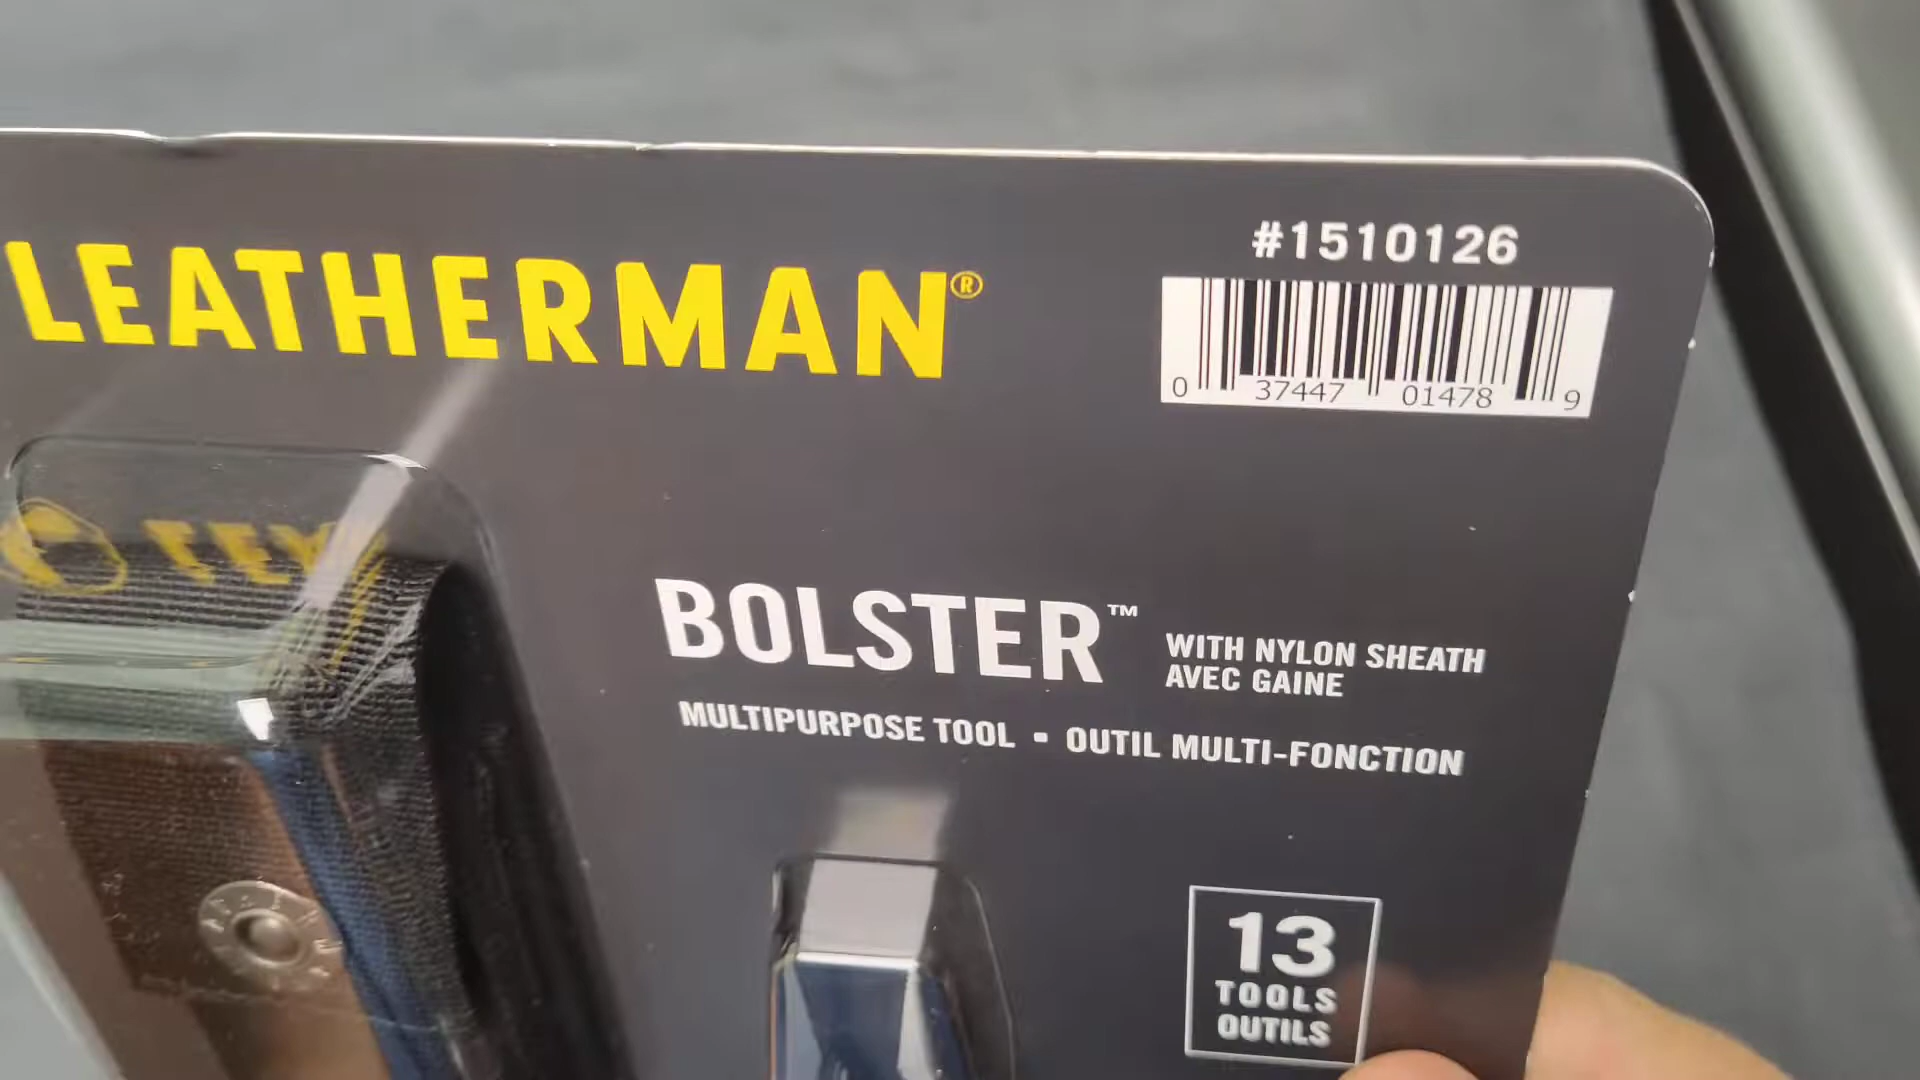 LEATHERMAN®
#1510126
0 37447 01478 9
BOLSTER™
WITH NYLON SHEATH
AVEC GAINE
MULTIPURPOSE TOOL ▪ OUTIL MULTI-FONCTION
13
TOOLS
OUTILS